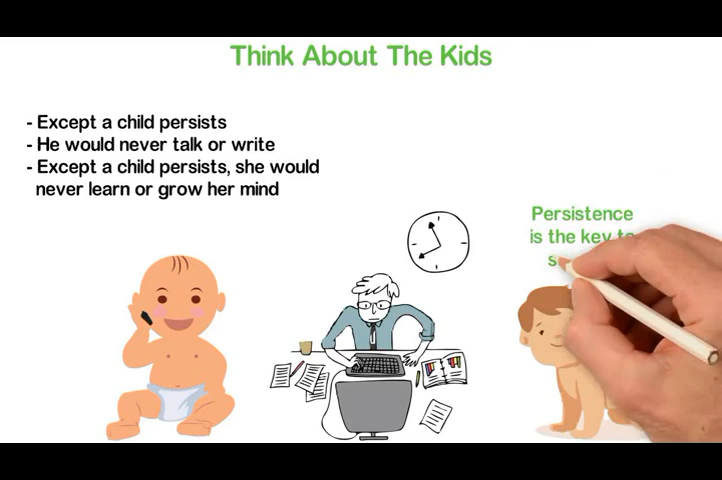 Think About The Kids
- Except a child persists
- He would never talk or write
- Except a child persists, she would
never learn or grow her mind
Persistence
is the key